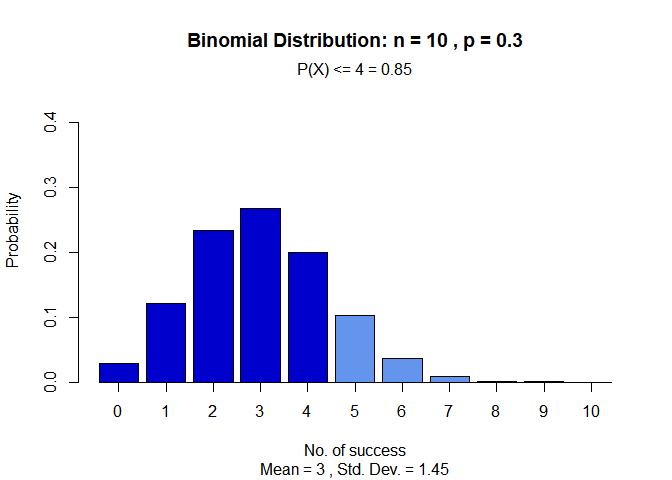 Binomial Distribution: n = 10 , p = 0.3
P(X) <= 4 = 0.85
0.4
0.3
0.2
0.1
0.0
Probability
0 1 2 3 4 5 6 7 8 9 10
No. of success
Mean = 3 , Std. Dev. = 1.45